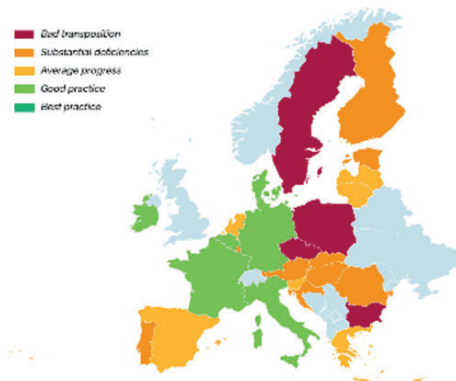 Bad transposition
Substantial deficiencies
Average progress
Good practice
Best practice